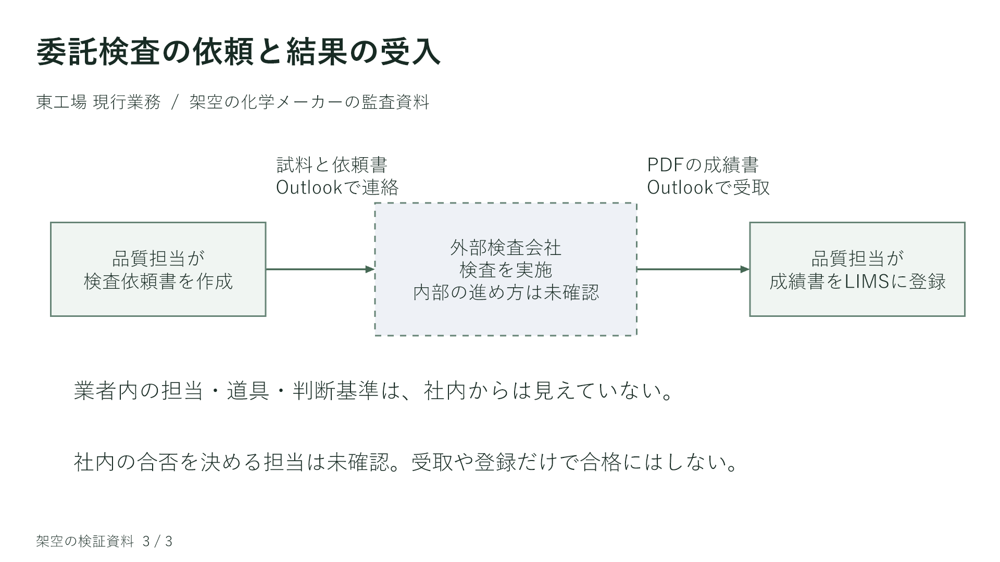 委託検査の依頼と結果の受入
東工場 現行業務 / 架空の化学メーカーの監査資料
試料と依頼書
Outlookで連絡
PDFの成績書
Outlookで受取
品質担当が
検査依頼書を作成
外部検査会社
検査を実施
内部の進め方は未確認
品質担当が
成績書をLIMSに登録
業者内の担当・道具・判断基準は、社内からは見えていない。
社内の合否を決める担当は未確認。受取や登録だけで合格にはしない。
架空の検証資料 3 / 3